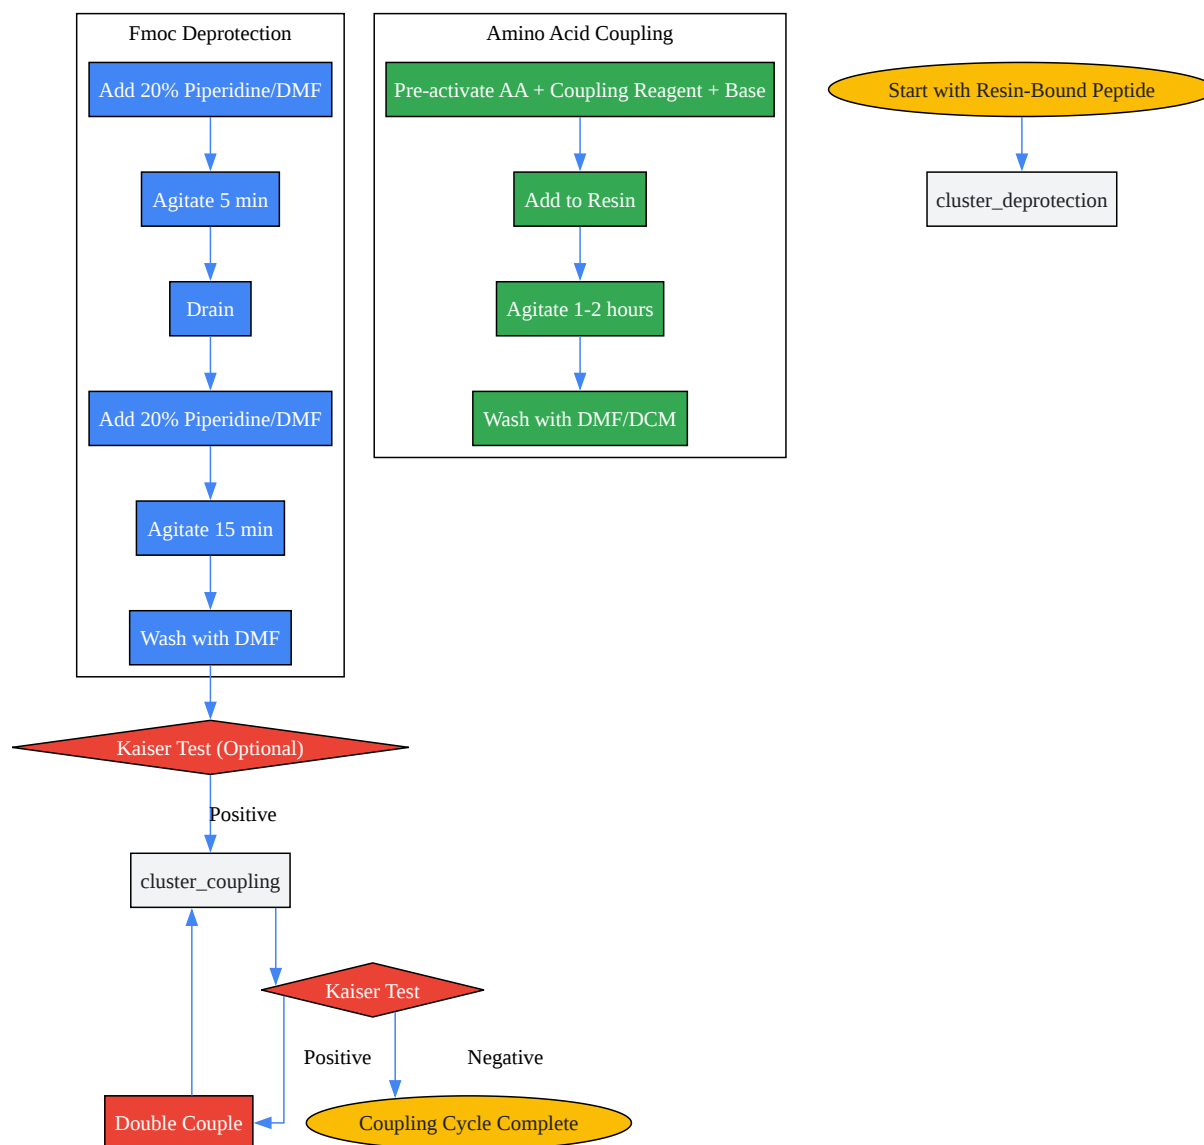 Fmoc Deprotection
Add 20% Piperidine/DMF
Agitate 5 min
Drain
Add 20% Piperidine/DMF
Agitate 15 min
Wash with DMF
Amino Acid Coupling
Pre-activate AA + Coupling Reagent + Base
Add to Resin
Agitate 1-2 hours
Wash with DMF/DCM
Start with Resin-Bound Peptide
cluster_deprotection
Kaiser Test (Optional)
Positive
cluster_coupling
Kaiser Test
Positive
Negative
Double Couple
Coupling Cycle Complete